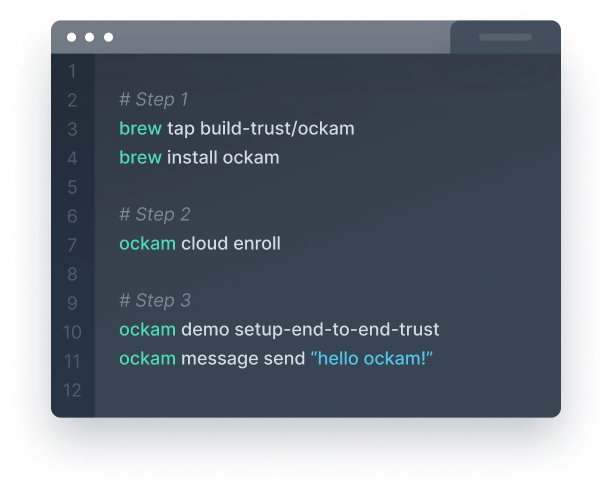 1
2 # Step 1
3 brew tap build-trust/ockam
4 brew install ockam
5
6 # Step 2
7 ockam cloud enroll
8
9 # Step 3
10 ockam demo setup-end-to-end-trust
11 ockam message send “hello ockam!”
12